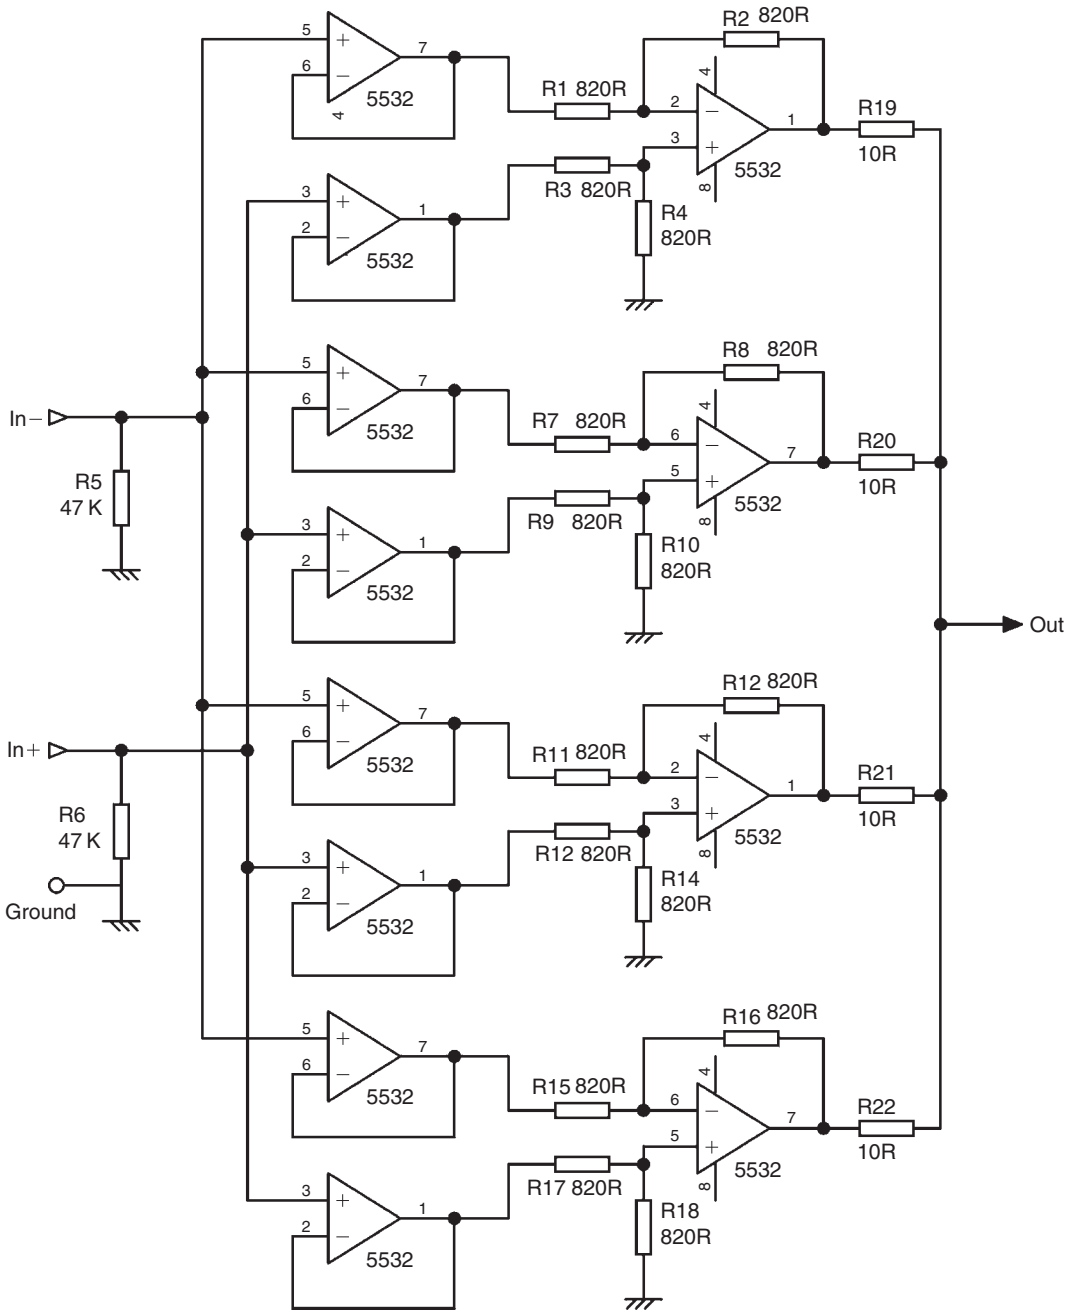 R2 820R
5 + 7
6 −
5532
4
R1 820R
4
2 −
3 +
1
5532
8
R19
10R
R3 820R
R4
820R
3 + 1
2 −
5532
R8 820R
5 + 7
6 −
5532
In−
R7 820R
4
6 −
5 +
7
5532
8
R20
10R
R5
47 K
R9 820R
R10
820R
3 + 1
2 −
5532
Out
R12 820R
5 + 7
6 −
5532
In+
R11 820R
4
2 −
3 +
1
5532
8
R21
10R
R6
47 K
R12 820R
R14
820R
3 + 1
2 −
5532
Ground
R16 820R
5 + 7
6 −
5532
R15 820R
4
6 −
5 +
7
5532
8
R22
10R
R17 820R
R18
820R
3 + 1
2 −
5532